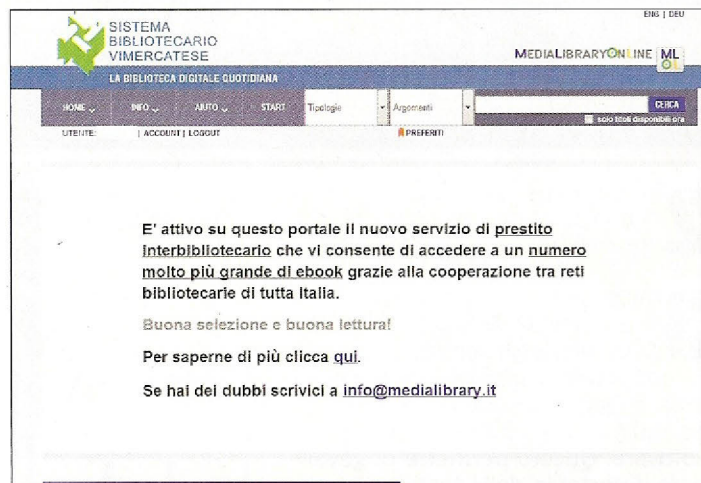 ENG | DEU
SISTEMA
BIBLIOTECARIO
VIMERCATESE
MEDIALIBRARYONLINE MLOL
LA BIBLIOTECA DIGITALE QUOTIDIANA
HOME INFO AIUTO START Tipologie Argomenti CERCA
solo titoli disponibili ora
UTENTE: | ACCOUNT | LOGOUT PREFERITI
E' attivo su questo portale il nuovo servizio di prestito
interbibliotecario che vi consente di accedere a un numero
molto più grande di ebook grazie alla cooperazione tra reti
bibliotecarie di tutta Italia.
Buona selezione e buona lettura!
Per saperne di più clicca qui.
Se hai dei dubbi scrivici a info@medialibrary.it